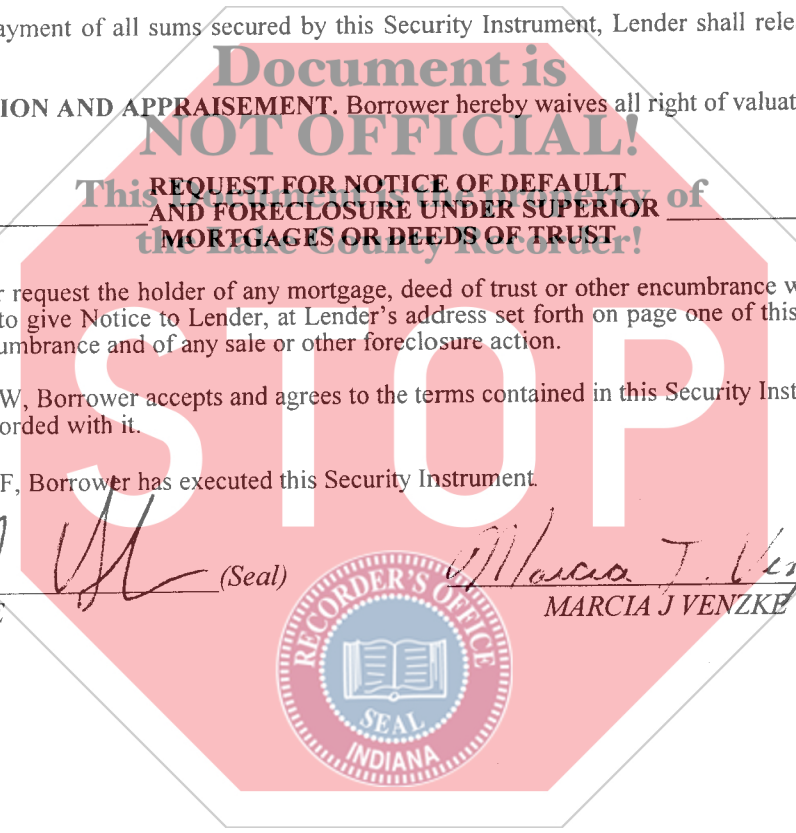 ayment of all sums secured by this Security Instrument, Lender shall rele
Document is
ION AND APPRAISEMENT. Borrower hereby waives all right of valuat
NOT OFFICIAL!
REQUEST FOR NOTICE OF DEFAULT
This Document is the property of
AND FORECLOSURE UNDER SUPERIOR
MORTGAGES OR DEEDS OF TRUST
the Lake County Recorder!
r request the holder of any mortgage, deed of trust or other encumbrance w
to give Notice to Lender, at Lender's address set forth on page one of this
umbrance and of any sale or other foreclosure action.
W, Borrower accepts and agrees to the terms contained in this Security Inst
orded with it.
F, Borrower has executed this Security Instrument.
STOP
(Seal)
Marcia J. Ven
MARCIA J VENZKE
RECORDER'S OFFICE
SEAL
INDIANA